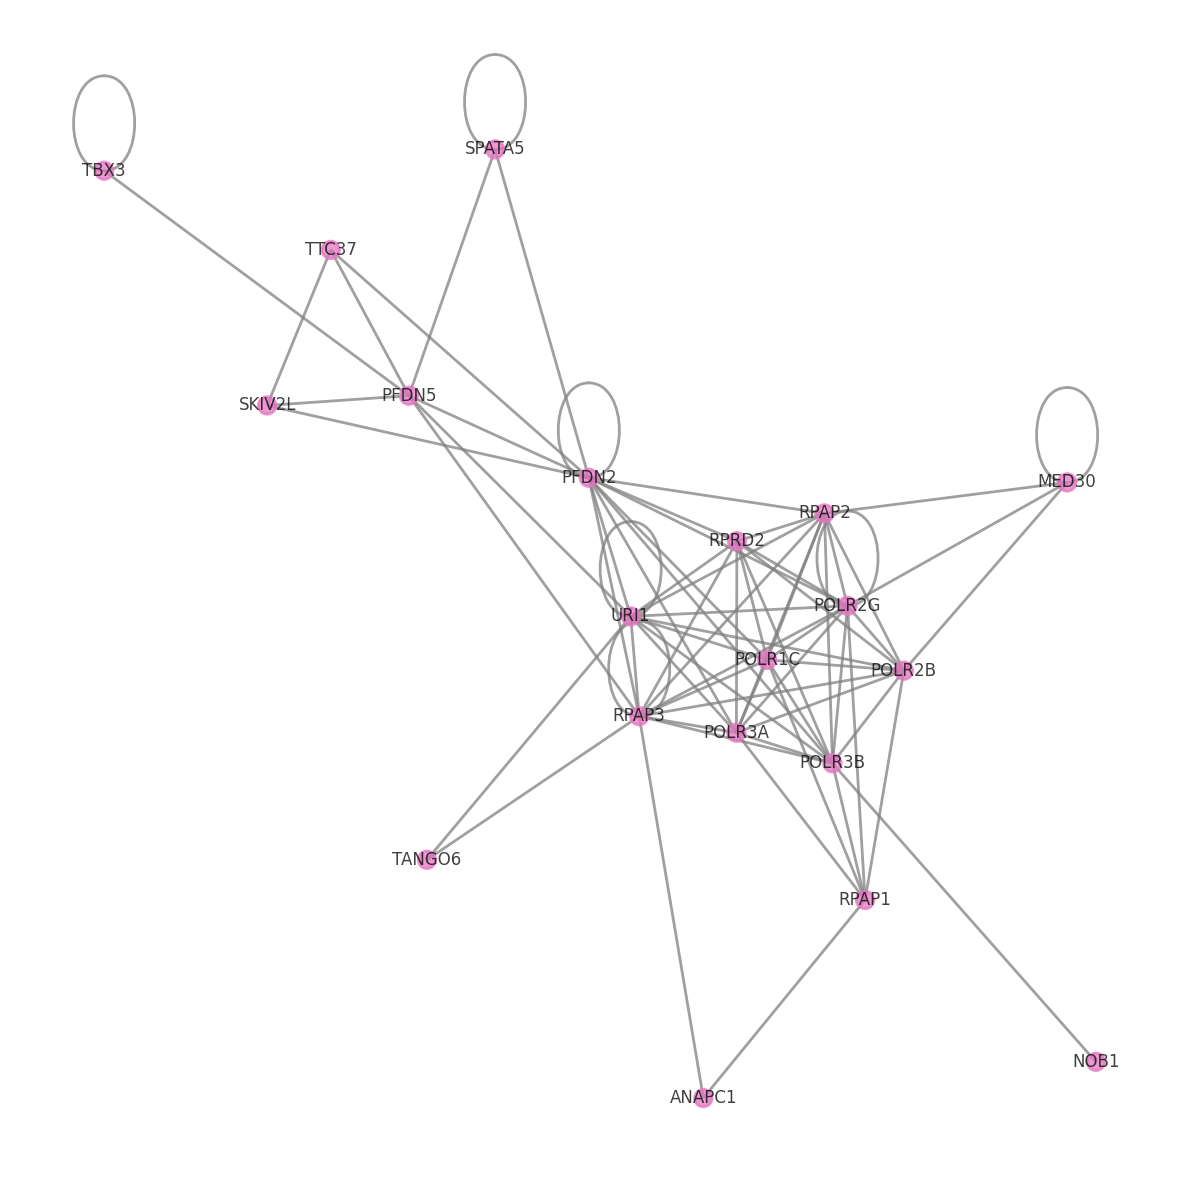 SPATA5
TBX3
TTC37
PFDN5
SKIV2L
PFDN2
MED30
RPAP2
RPRD2
POLR2G
URI1
POLR1C
POLR2B
RPAP3
POLR3A
POLR3B
TANGO6
RPAP1
NOB1
ANAPC1